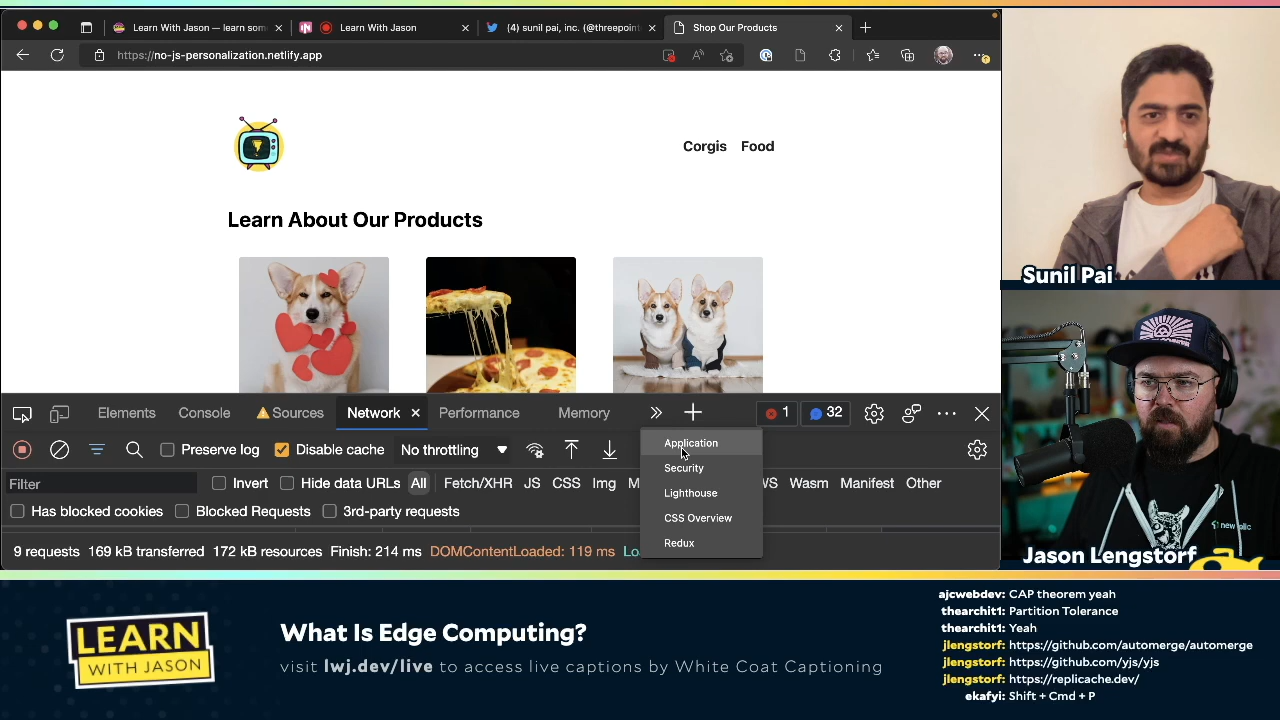 Learn With Jason — learn som
Learn With Jason
(4) sunil pai, inc. (@threepoint
Shop Our Products
https://no-js-personalization.netlify.app
Corgis Food
Learn About Our Products
Elements Console Sources Network Performance Memory 1 32
Preserve log Disable cache No throttling
Filter Invert Hide data URLs All Fetch/XHR JS CSS Img M WS Wasm Manifest Other
Has blocked cookies Blocked Requests 3rd-party requests
9 requests 169 kB transferred 172 kB resources Finish: 214 ms DOMContentLoaded: 119 ms Lo
Application
Security
Lighthouse
CSS Overview
Redux
Sunil Pai
new relic
Jason Lengstorf
LEARN
WITH JASON
What Is Edge Computing?
visit lwj.dev/live to access live captions by White Coat Captioning
ajcwebdev: CAP theorem yeah
thearchit1: Partition Tolerance
thearchit1: Yeah
jlengstorf: https://github.com/automerge/automerge
jlengstorf: https://github.com/yjs/yjs
jlengstorf: https://replicache.dev/
ekafyi: Shift + Cmd + P